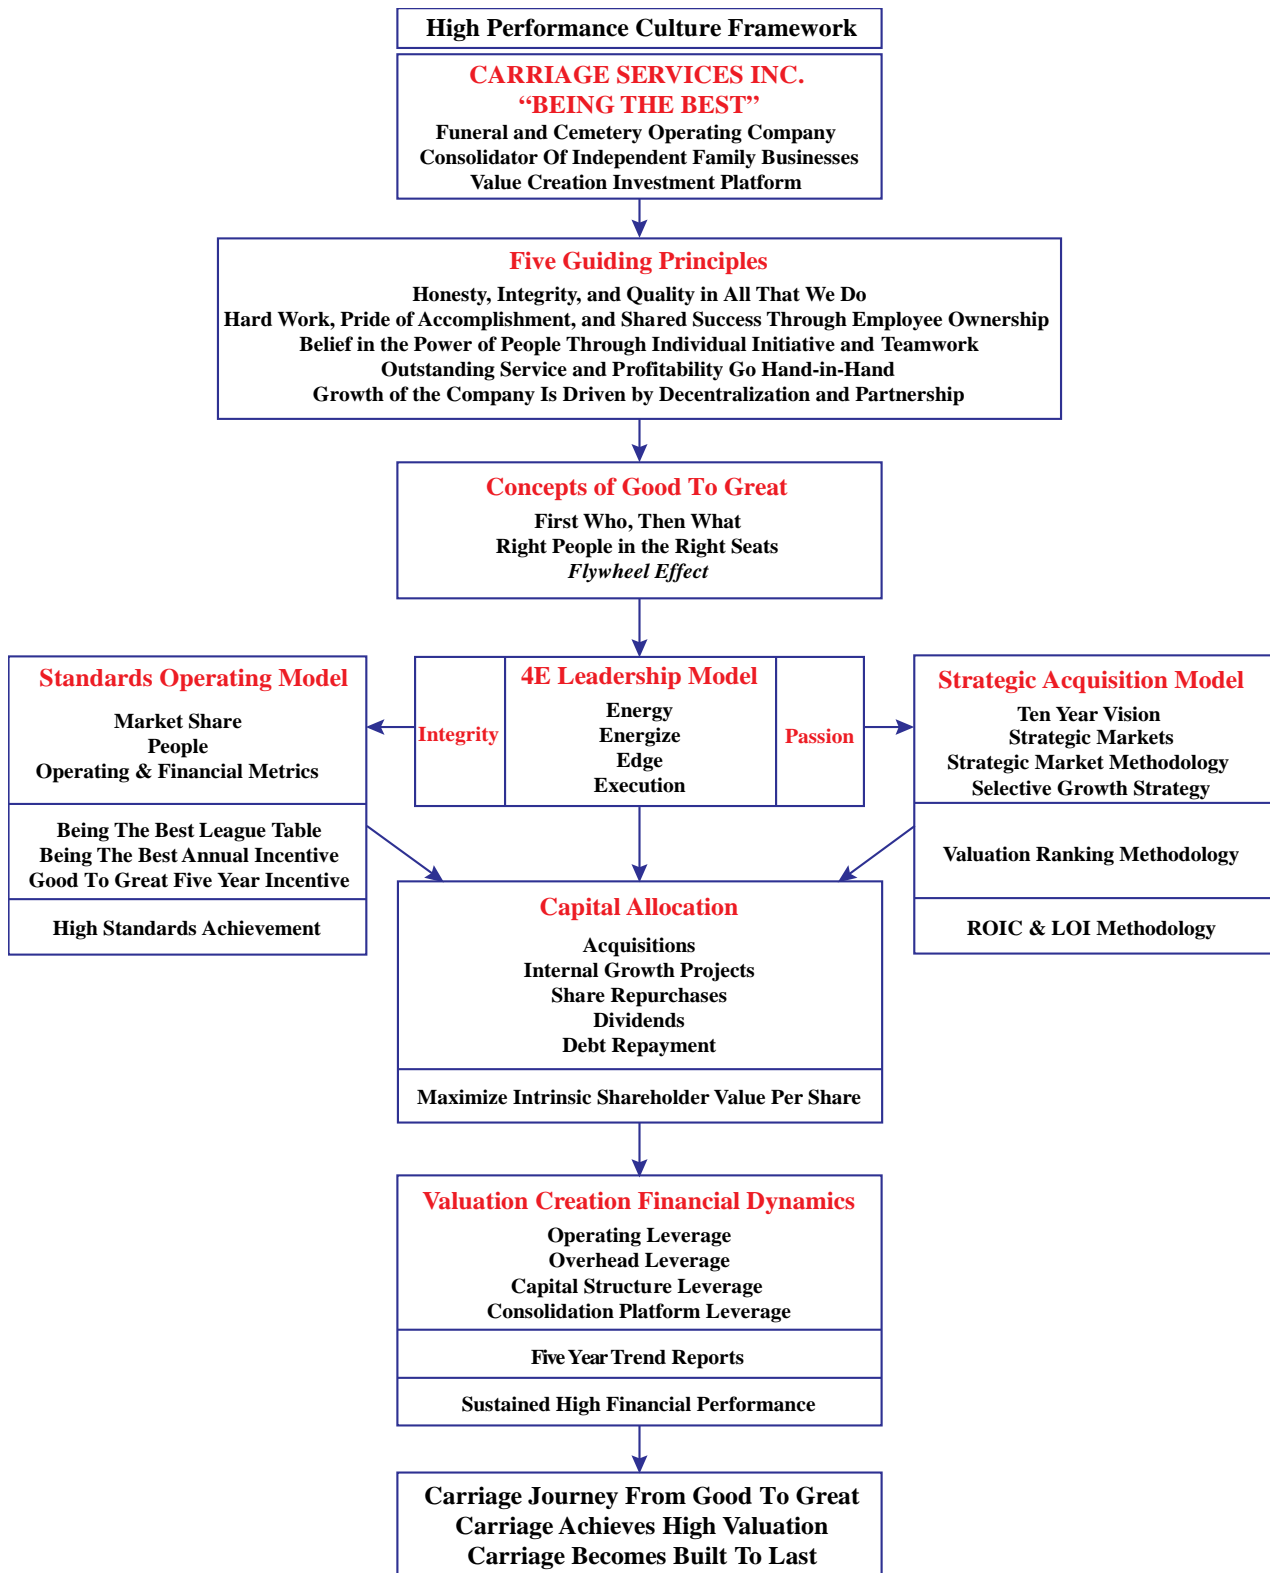 High Performance Culture Framework
CARRIAGE SERVICES INC.
“BEING THE BEST”
Funeral and Cemetery Operating Company
Consolidator Of Independent Family Businesses
Value Creation Investment Platform
Five Guiding Principles
Honesty, Integrity, and Quality in All That We Do
Hard Work, Pride of Accomplishment, and Shared Success Through Employee Ownership
Belief in the Power of People Through Individual Initiative and Teamwork
Outstanding Service and Profitability Go Hand-in-Hand
Growth of the Company Is Driven by Decentralization and Partnership
Concepts of Good To Great
First Who, Then What
Right People in the Right Seats
Flywheel Effect
Standards Operating Model
Market Share
People
Operating & Financial Metrics
Being The Best League Table
Being The Best Annual Incentive
Good To Great Five Year Incentive
High Standards Achievement
Integrity
4E Leadership Model
Energy
Energize
Edge
Execution
Passion
Strategic Acquisition Model
Ten Year Vision
Strategic Markets
Strategic Market Methodology
Selective Growth Strategy
Valuation Ranking Methodology
ROIC & LOI Methodology
Capital Allocation
Acquisitions
Internal Growth Projects
Share Repurchases
Dividends
Debt Repayment
Maximize Intrinsic Shareholder Value Per Share
Valuation Creation Financial Dynamics
Operating Leverage
Overhead Leverage
Capital Structure Leverage
Consolidation Platform Leverage
Five Year Trend Reports
Sustained High Financial Performance
Carriage Journey From Good To Great
Carriage Achieves High Valuation
Carriage Becomes Built To Last